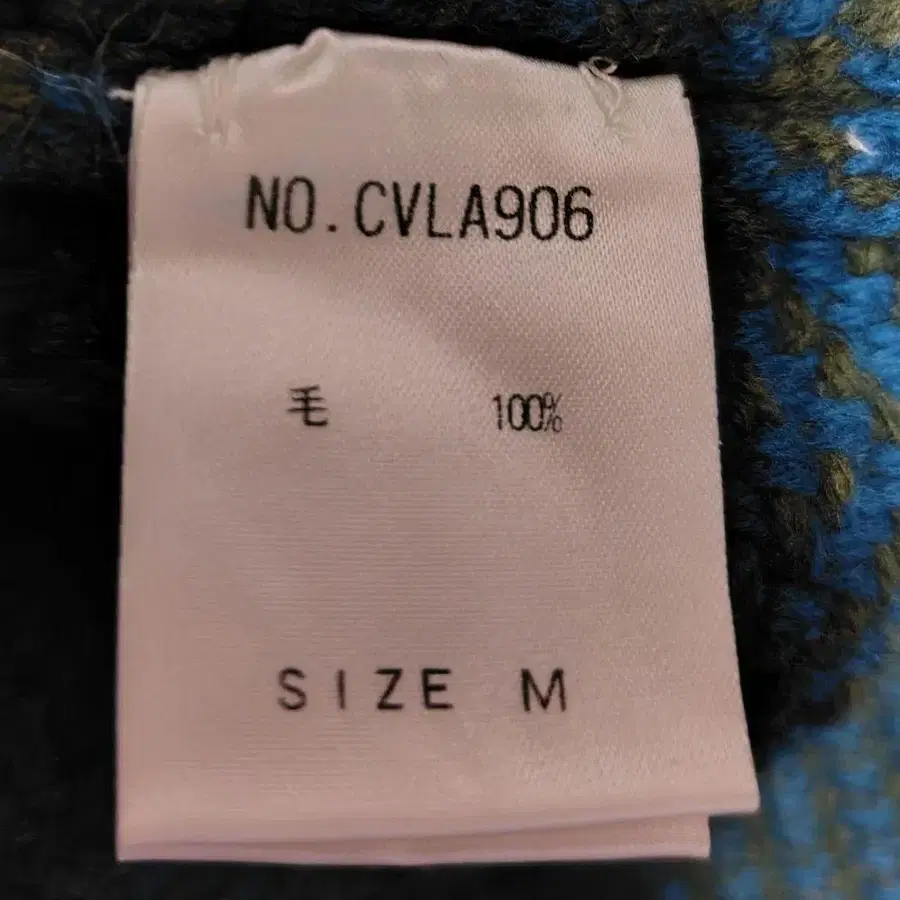 NO. CVLA906
毛 100%
SIZE M